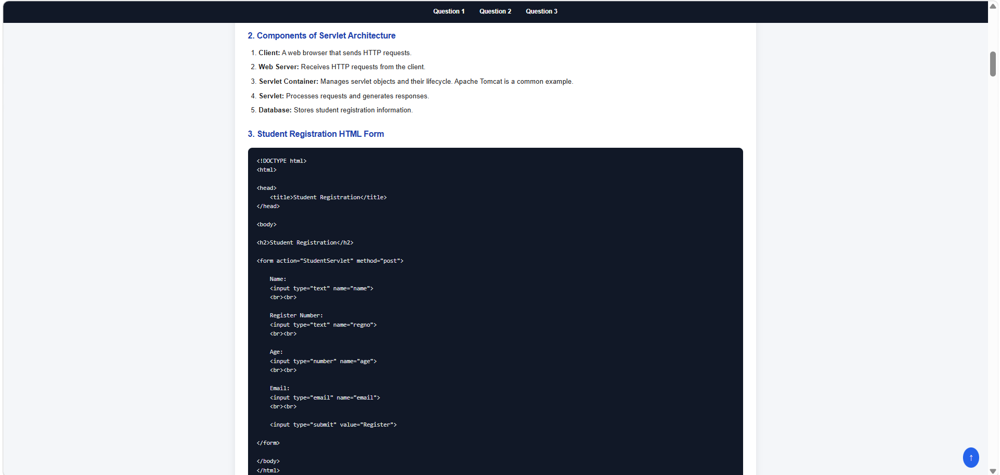 Question 1 Question 2 Question 3
2. Components of Servlet Architecture
1. Client: A web browser that sends HTTP requests.
2. Web Server: Receives HTTP requests from the client.
3. Servlet Container: Manages servlet objects and their lifecycle. Apache Tomcat is a common example.
4. Servlet: Processes requests and generates responses.
5. Database: Stores student registration information.
3. Student Registration HTML Form
<!DOCTYPE html>
<html>
<head>
    <title>Student Registration</title>
</head>
<body>
<h2>Student Registration</h2>
<form action="StudentServlet" method="post">
    Name:
    <input type="text" name="name">
    <br><br>
    Register Number:
    <input type="text" name="regno">
    <br><br>
    Age:
    <input type="number" name="age">
    <br><br>
    Email:
    <input type="email" name="email">
    <br><br>
    <input type="submit" value="Register">
</form>
</body>
</html>
↑